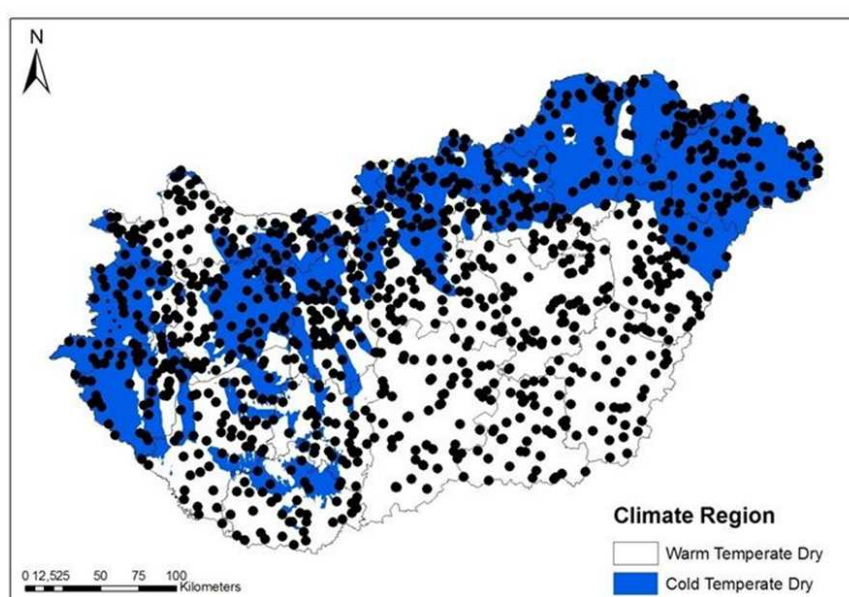 N
Climate Region
Warm Temperate Dry
Cold Temperate Dry
0 12,525 50 75 100
Kilometers